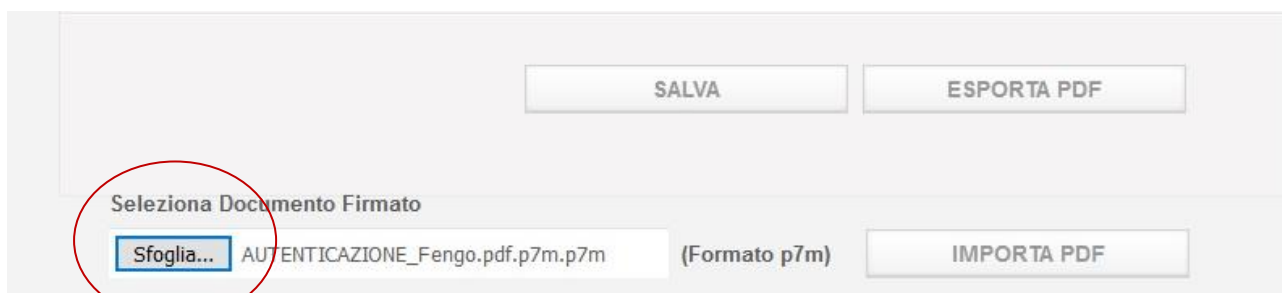 SALVA ESPORTA PDF
Seleziona Documento Firmato
Sfoglia... AUTENTICAZIONE_Fengo.pdf.p7m.p7m (Formato p7m) IMPORTA PDF